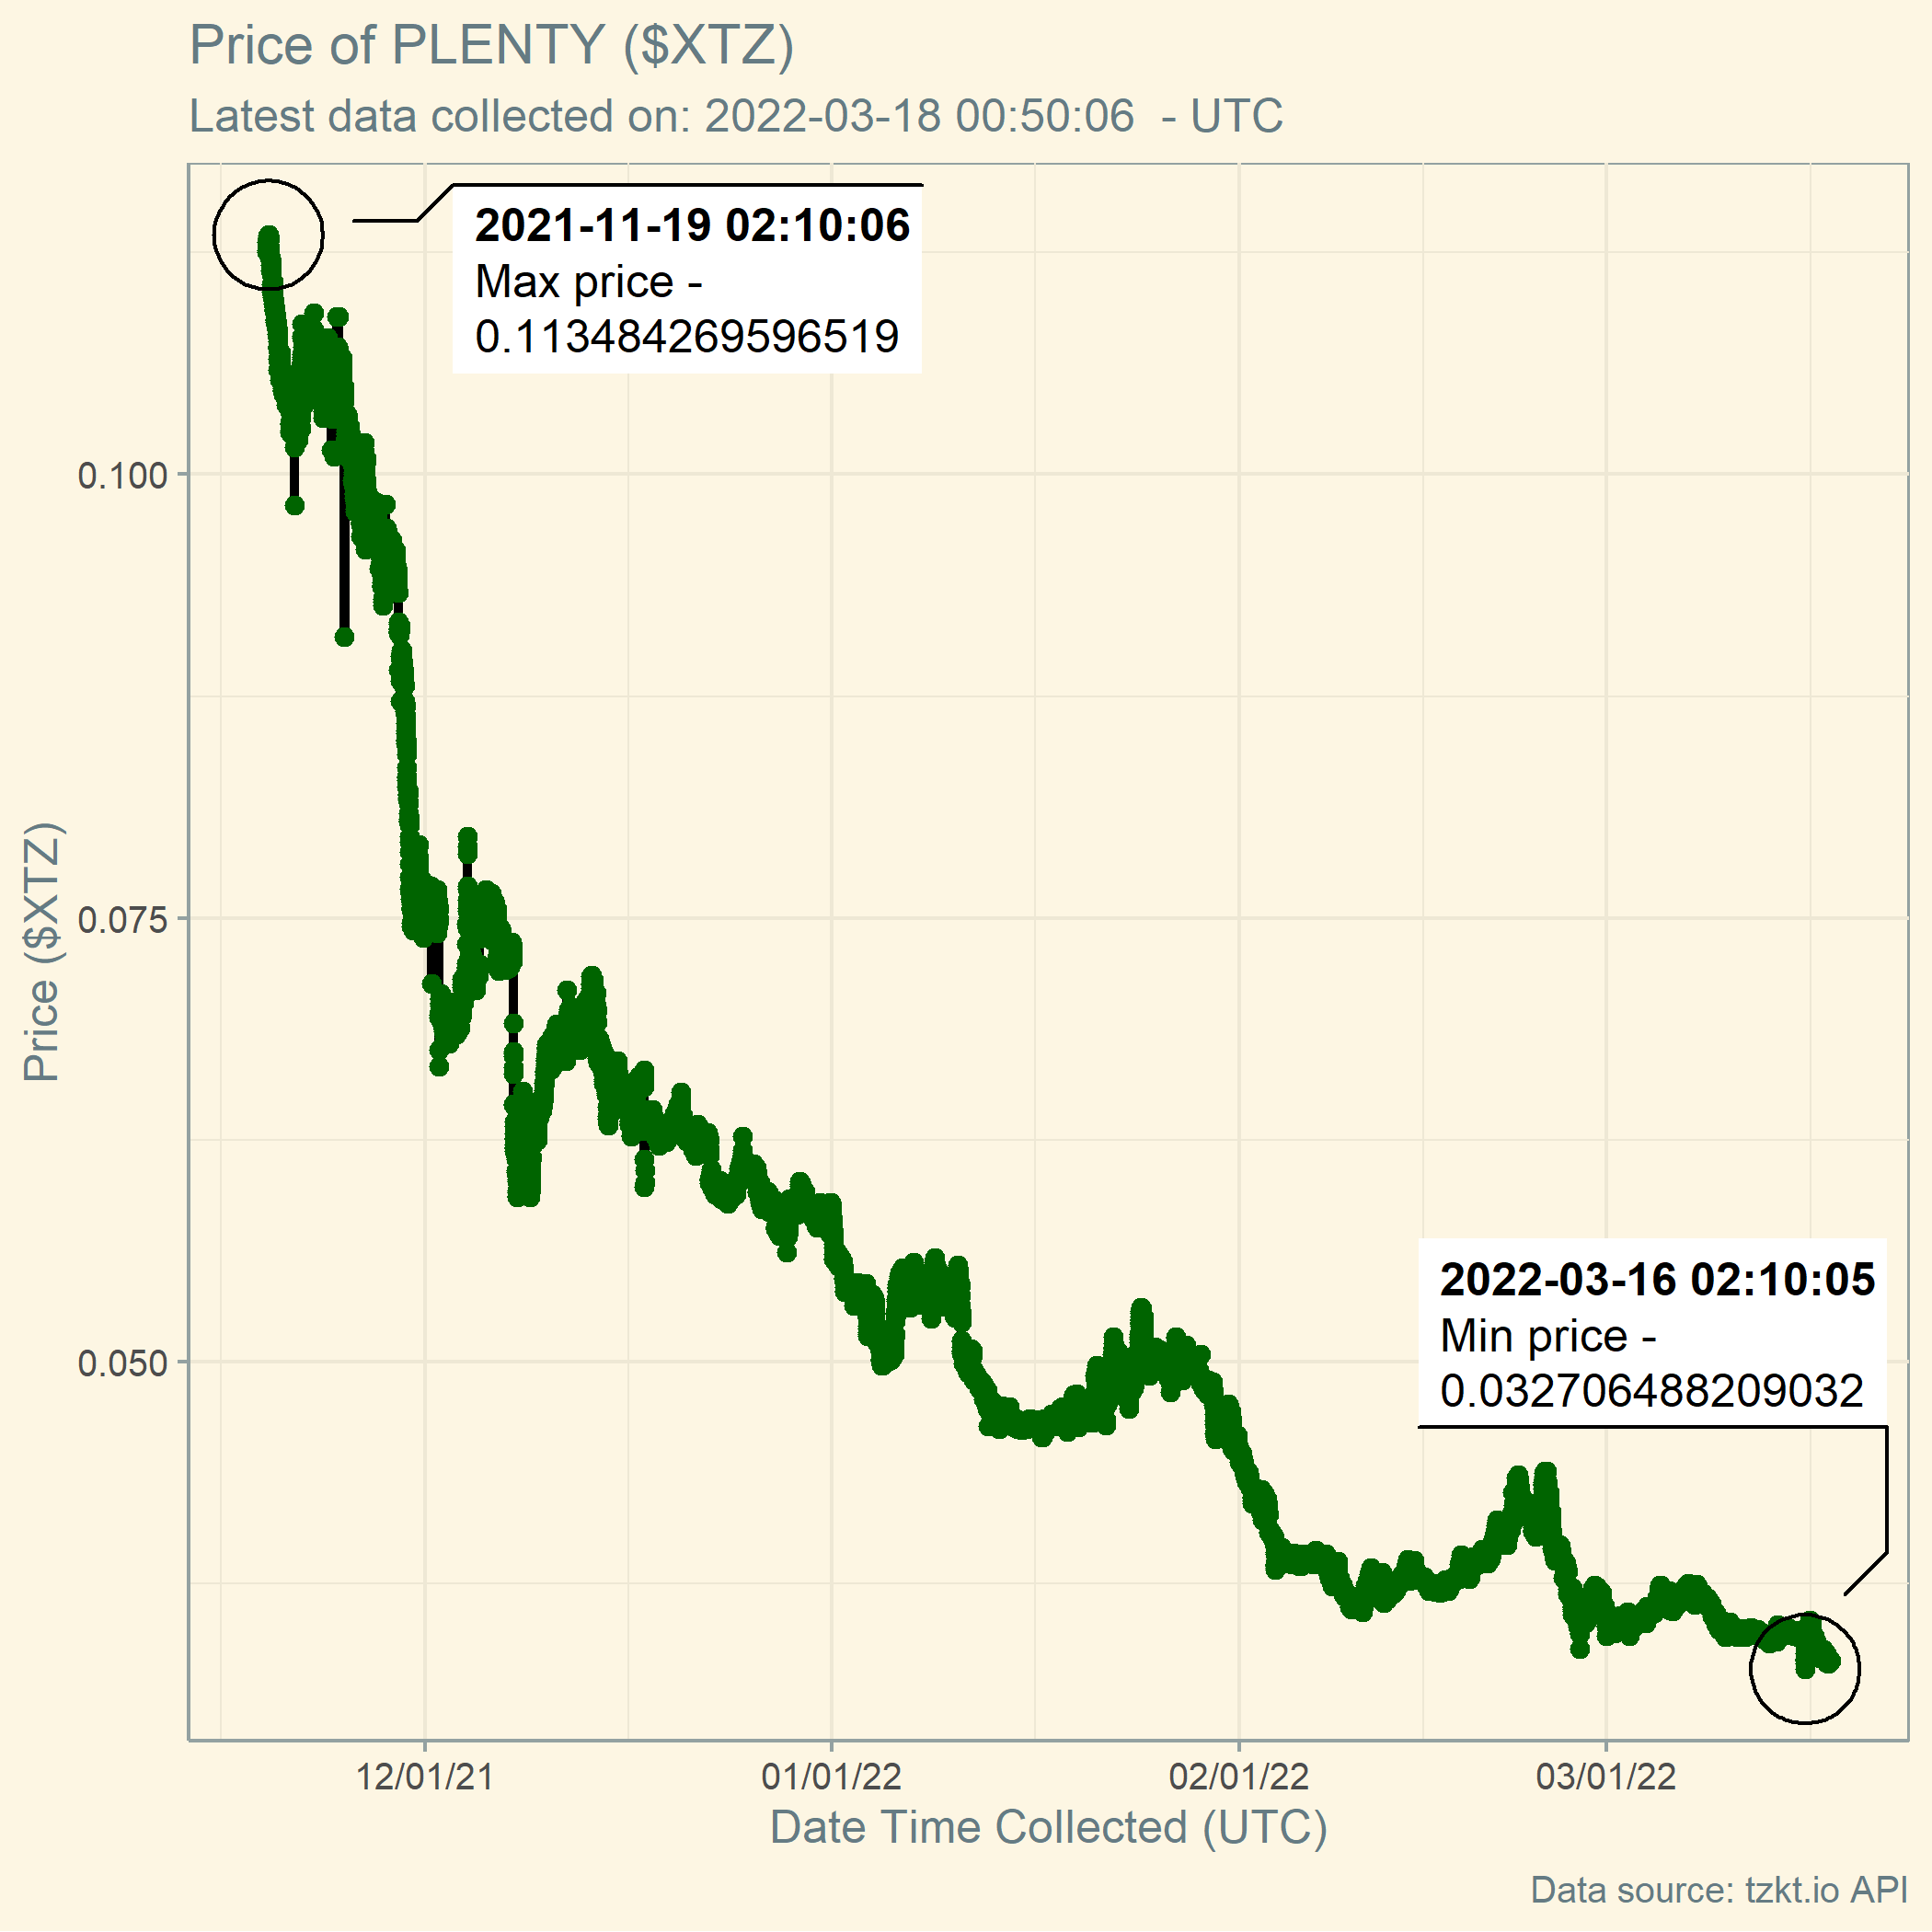 Price of PLENTY ($XTZ)
Latest data collected on: 2022-03-18 00:50:06  - UTC
2021-11-19 02:10:06
Max price -
0.113484269596519
0.100
0.075
0.050
Price ($XTZ)
2022-03-16 02:10:05
Min price -
0.032706488209032
12/01/21
01/01/22
02/01/22
03/01/22
Date Time Collected (UTC)
Data source: tzkt.io API